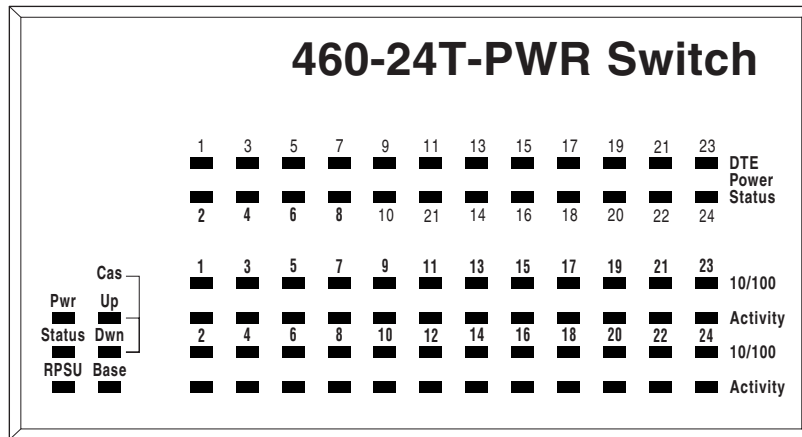 460-24T-PWR Switch
1 3 5 7 9 11 13 15 17 19 21 23
DTE
Power
Status
2 4 6 8 10 21 14 16 18 20 22 24
1 3 5 7 9 11 13 15 17 19 21 23
Cas
10/100
Pwr Up
Activity
Status Dwn 2 4 6 8 10 12 14 16 18 20 22 24
10/100
RPSU Base
Activity